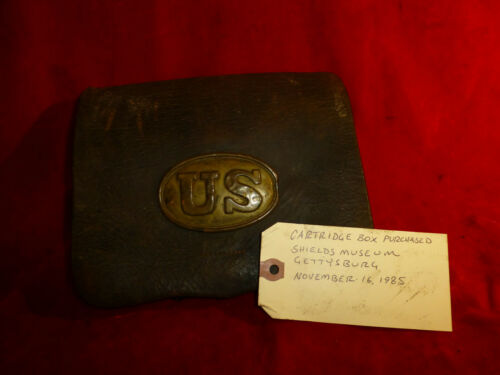 US
CARTRIDGE BOX PURCHASED
SHIELDS MUSEUM
GETTYSBURG
NOVEMBER 16, 1985